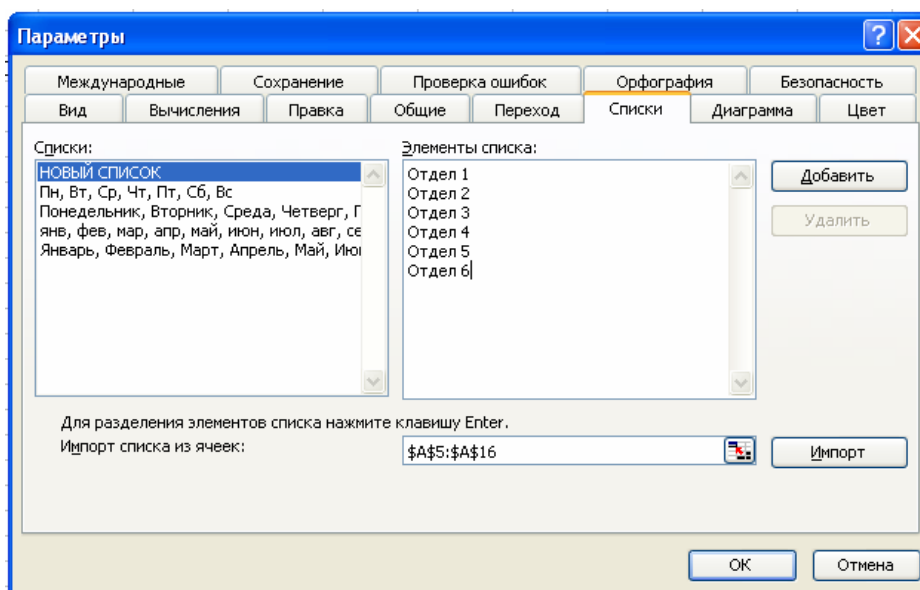 Параметры
Международные Сохранение Проверка ошибок Орфография Безопасность
Вид Вычисления Правка Общие Переход Списки Диаграмма Цвет
Списки:
НОВЫЙ СПИСОК
Пн, Вт, Ср, Чт, Пт, Сб, Вс
Понедельник, Вторник, Среда, Четверг, П
янв, фев, мар, апр, май, июн, июл, авг, се
Январь, Февраль, Март, Апрель, Май, Июн
Элементы списка:
Отдел 1
Отдел 2
Отдел 3
Отдел 4
Отдел 5
Отдел 6
Добавить
Удалить
Для разделения элементов списка нажмите клавишу Enter.
Импорт списка из ячеек: $A$5:$A$16 Импорт
ОК Отмена